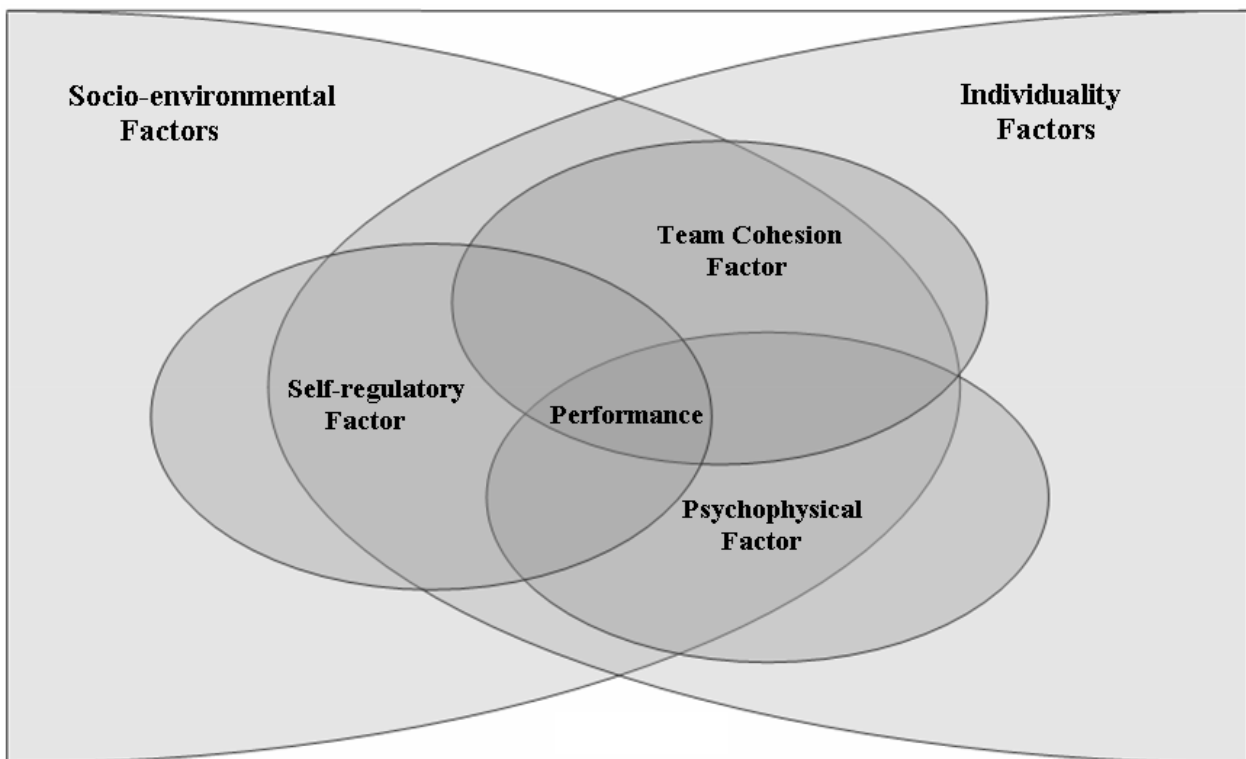 Socio-environmental
Factors
Individuality
Factors
Team Cohesion
Factor
Self-regulatory
Factor
Performance
Psychophysical
Factor